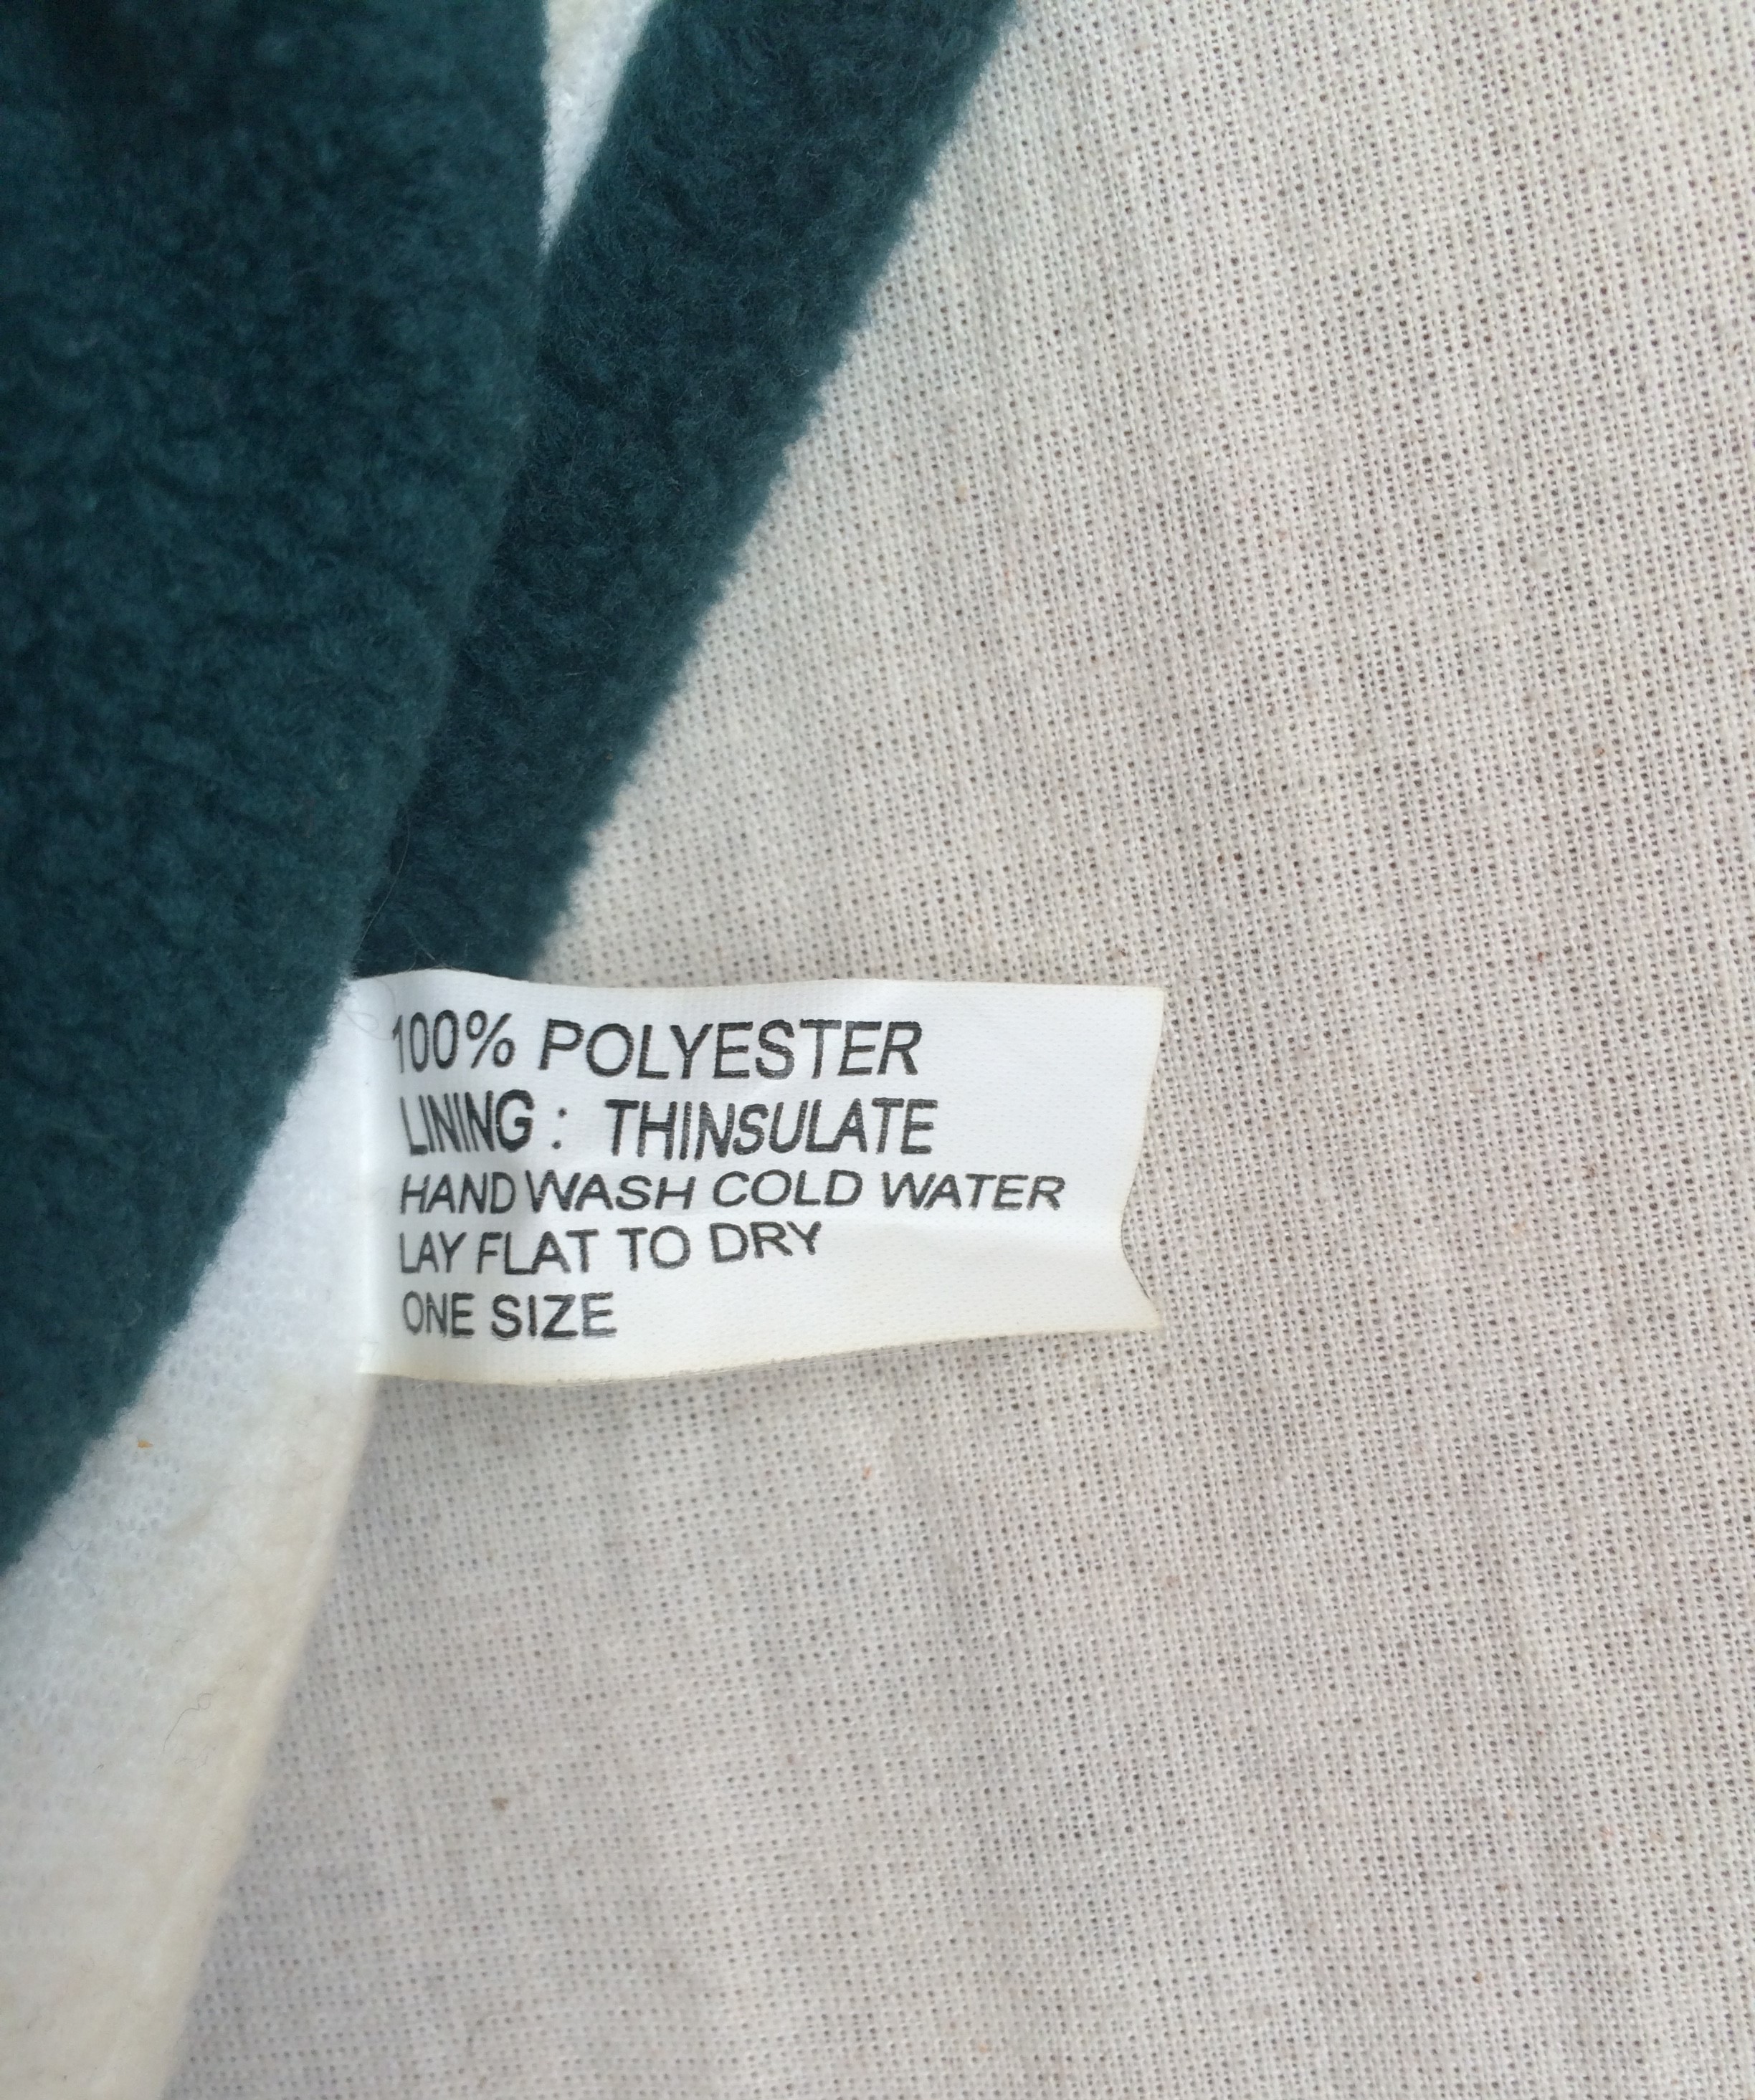 100% POLYESTER
LINING : THINSULATE
HAND WASH COLD WATER
LAY FLAT TO DRY
ONE SIZE